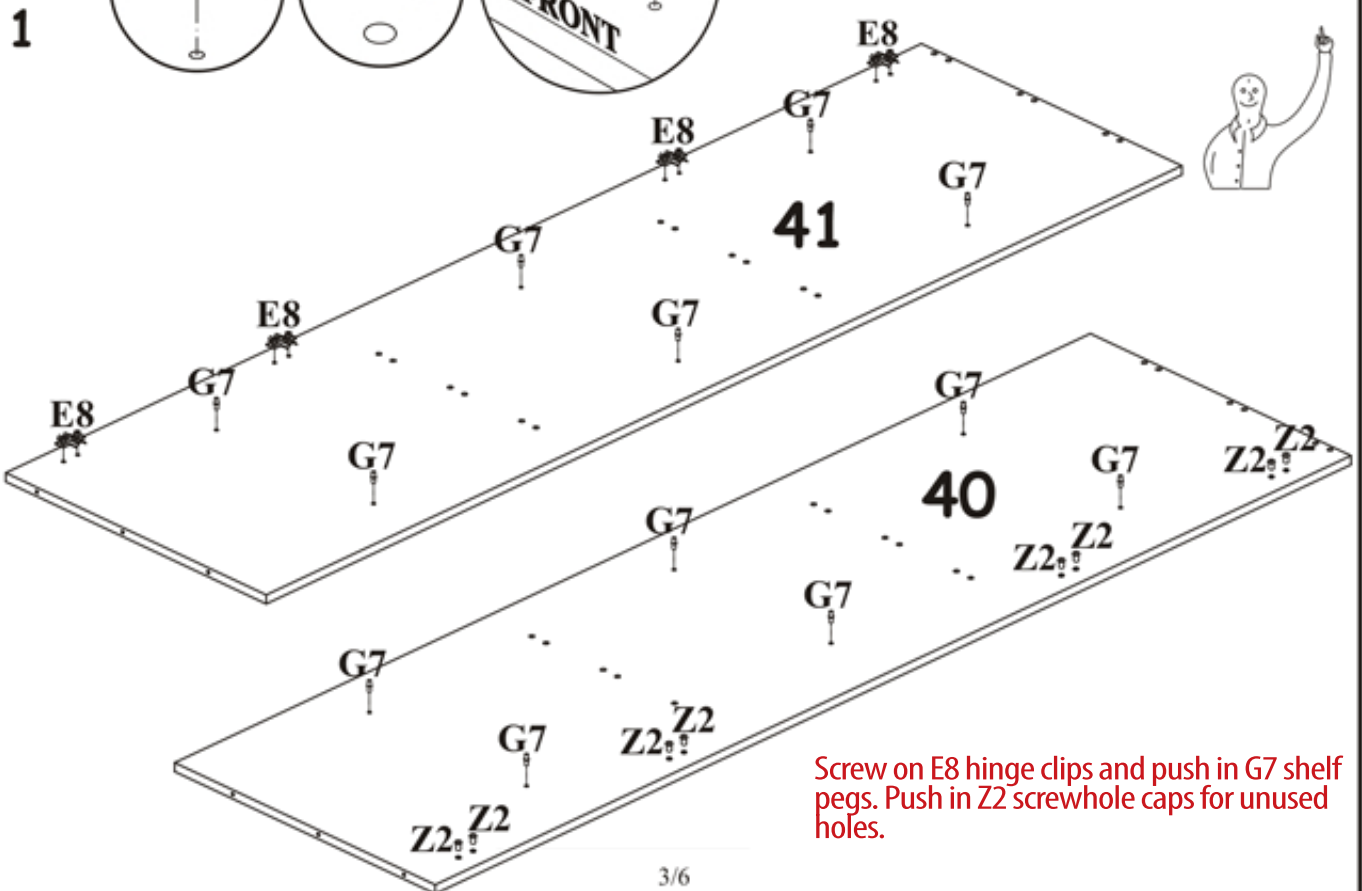 1
FRONT
E8
E8
G7
G7
41
G7
E8
G7
G7
E8
G7
G7
40
G7
Z2
Z2
G7
Z2
Z2
G7
G7
Z2
Z2
G7
Z2
Z2
Screw on E8 hinge clips and push in G7 shelf
pegs. Push in Z2 screwhole caps for unused
holes.
3/6